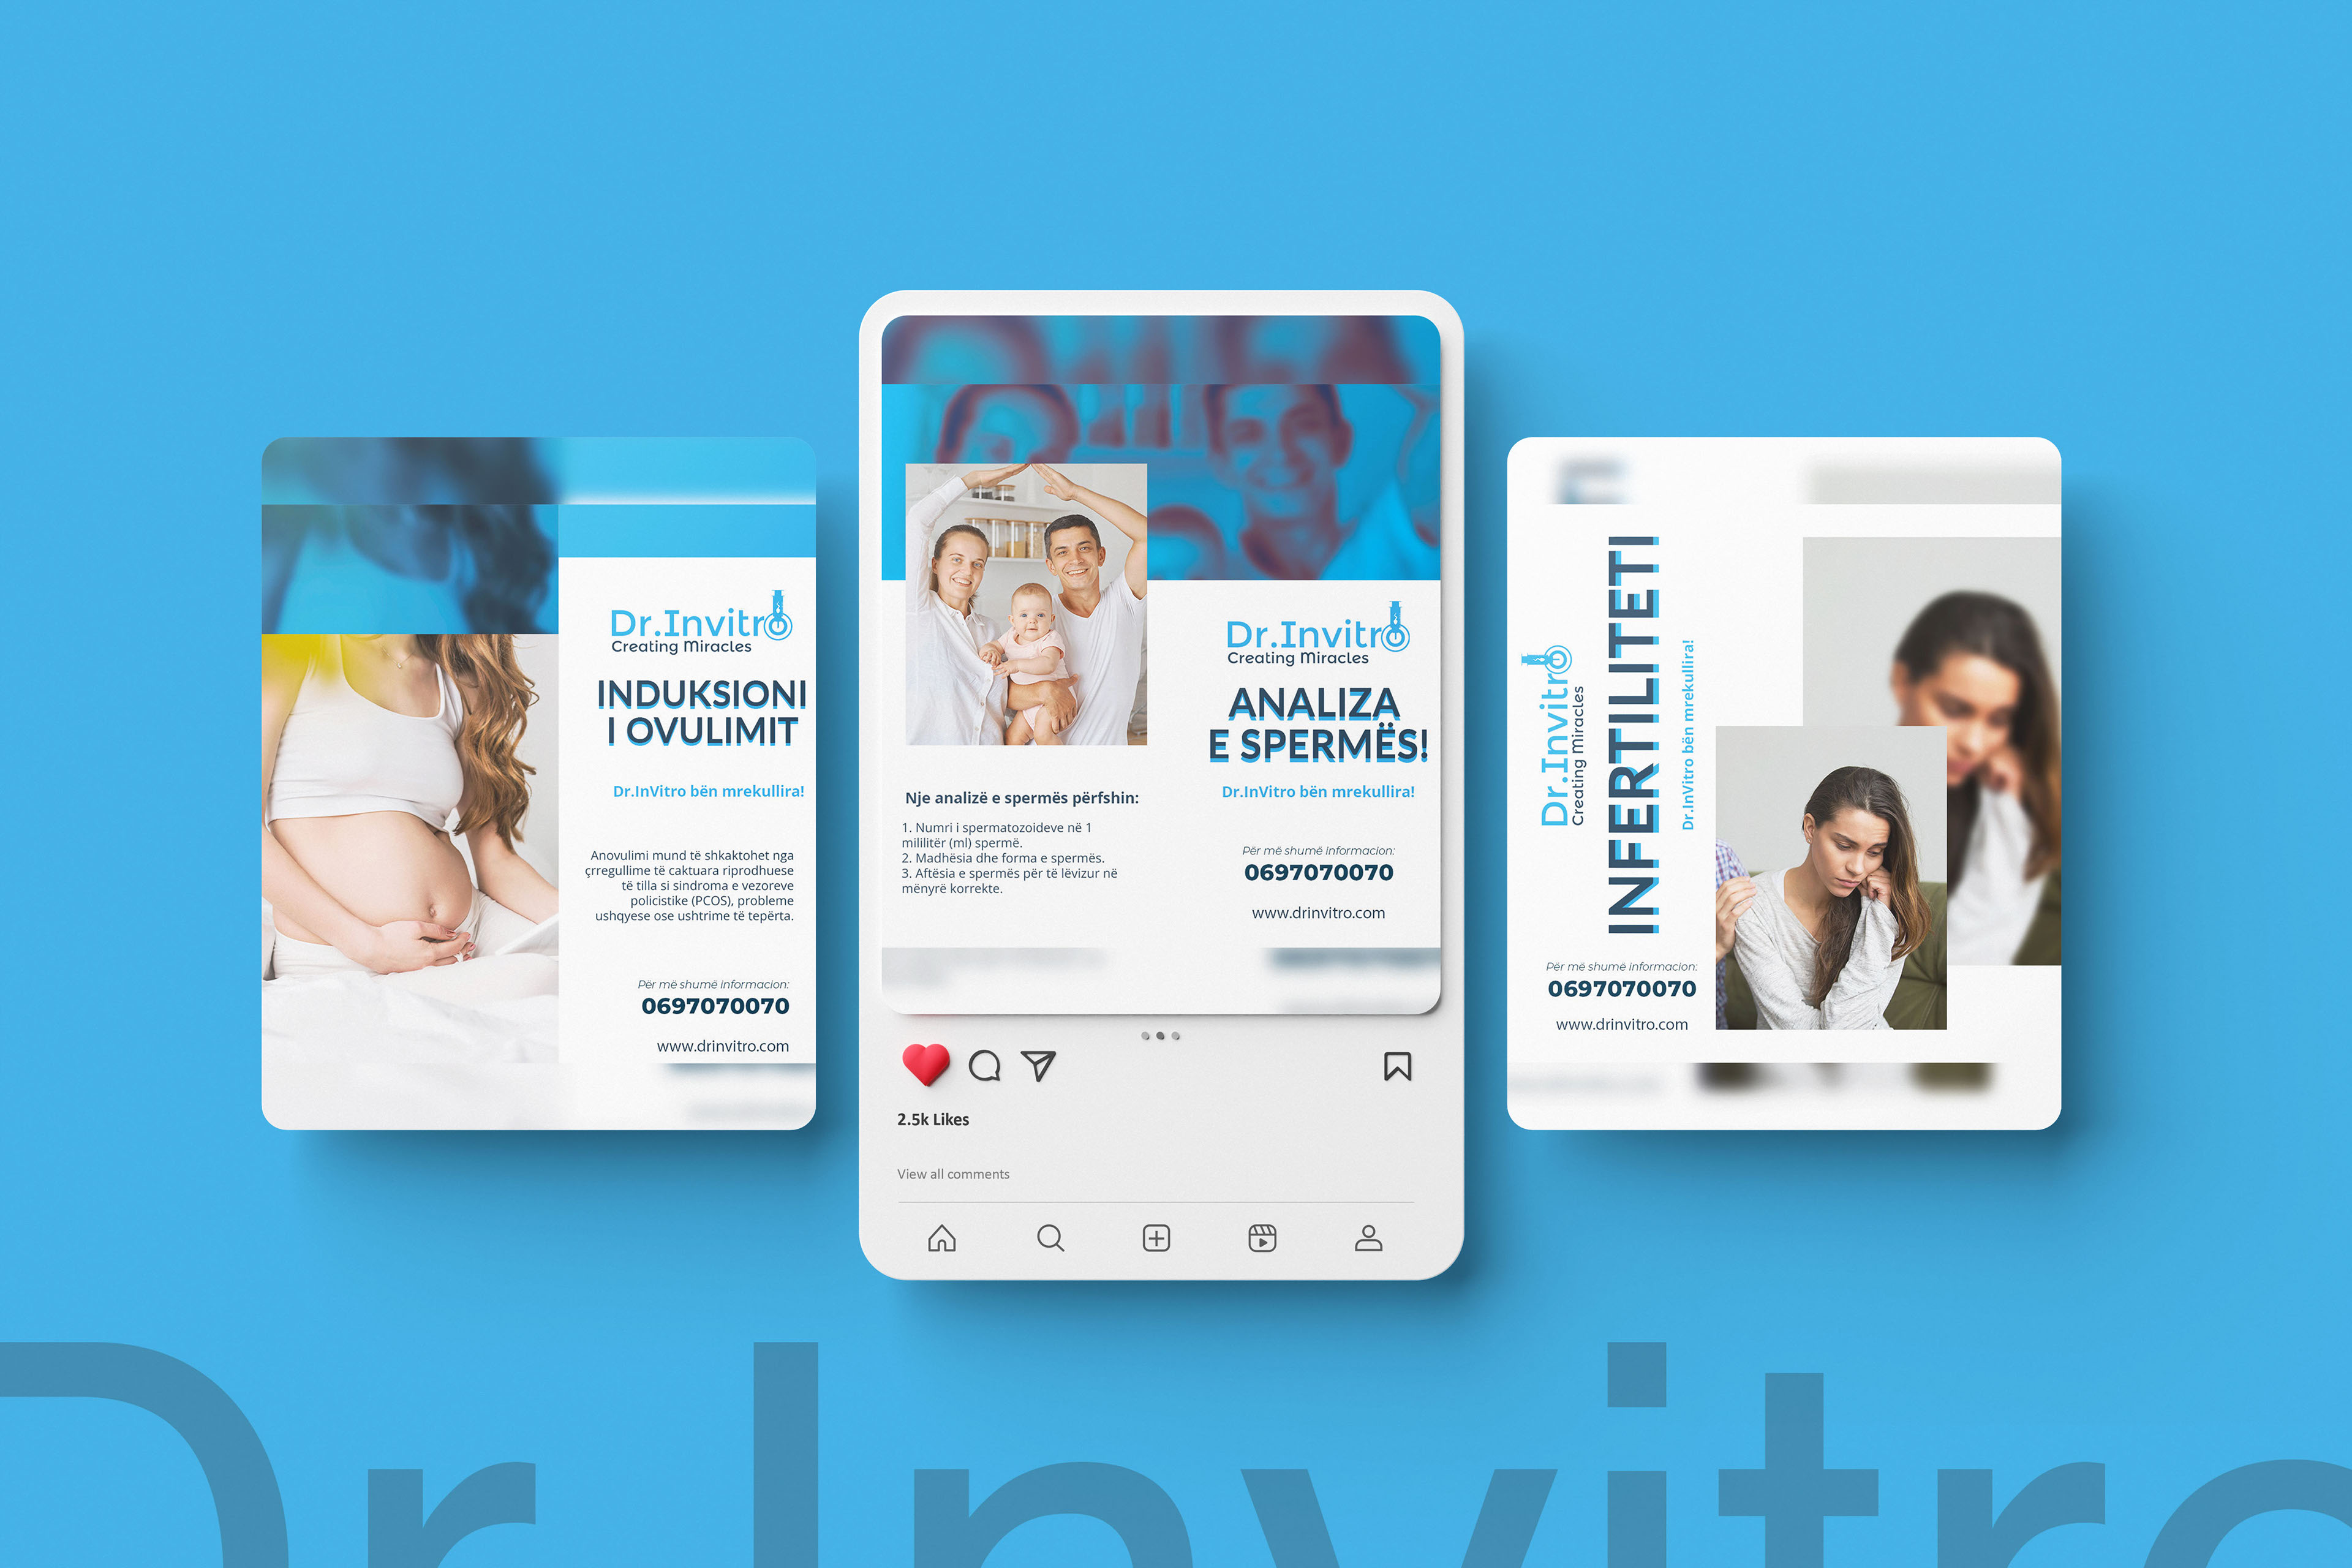 Dr.Invitro
Creating Miracles
INDUKSIONI
I OVULIMIT
Dr.InVitro bën mrekullira!
Anovulimi mund të shkaktohet nga
çrregullime të caktuara riprodhuese
të tilla si sindroma e vezoreve
policistike (PCOS), probleme
ushqyese ose ushtrime të tepërta.
Për më shumë informacion:
0697070070
www.drinvitro.com
Dr.Invitro
Creating Miracles
ANALIZA
E SPERMËS!
Dr.InVitro bën mrekullira!
Nje analizë e spermës përfshin:
1. Numri i spermatozoideve në 1
mililitër (ml) spermë.
2. Madhësia dhe forma e spermës.
3. Aftësia e spermës për të lëvizur në
mënyrë korrekte.
Për më shumë informacion:
0697070070
www.drinvitro.com
2.5k Likes
View all comments
Dr.Invitro
Creating Miracles
INFERTILITETI
Dr.InVitro bën mrekullira!
Për më shumë informacion:
0697070070
www.drinvitro.com
Dr Invitro